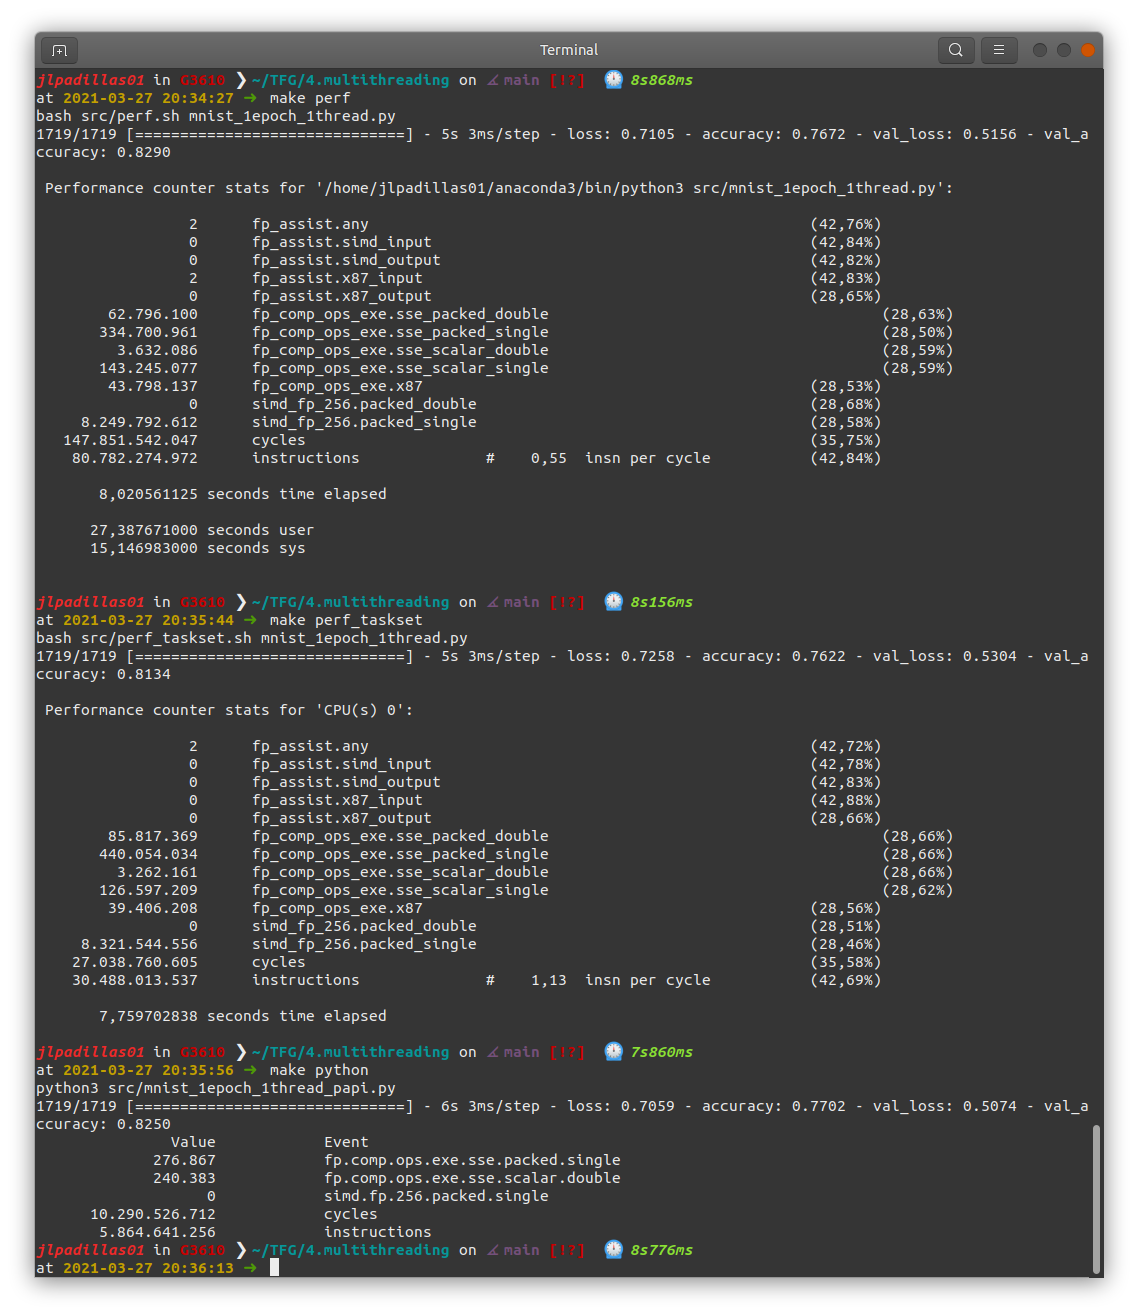 Terminal
jlpadillas01 in G3610 ❯~/TFG/4.multithreading on ∡main [!?] 8s868ms
at 2021-03-27 20:34:27 → make perf
bash src/perf.sh mnist_1epoch_1thread.py
1719/1719 [==============================] - 5s 3ms/step - loss: 0.7105 - accuracy: 0.7672 - val_loss: 0.5156 - val_a
ccuracy: 0.8290
Performance counter stats for '/home/jlpadillas01/anaconda3/bin/python3 src/mnist_1epoch_1thread.py':
2 fp_assist.any (42,76%)
0 fp_assist.simd_input (42,84%)
0 fp_assist.simd_output (42,82%)
2 fp_assist.x87_input (42,83%)
0 fp_assist.x87_output (28,65%)
62.796.100 fp_comp_ops_exe.sse_packed_double (28,63%)
334.700.961 fp_comp_ops_exe.sse_packed_single (28,50%)
3.632.086 fp_comp_ops_exe.sse_scalar_double (28,59%)
143.245.077 fp_comp_ops_exe.sse_scalar_single (28,59%)
43.798.137 fp_comp_ops_exe.x87 (28,53%)
0 simd_fp_256.packed_double (28,68%)
8.249.792.612 simd_fp_256.packed_single (28,58%)
147.851.542.047 cycles (35,75%)
80.782.274.972 instructions # 0,55 insn per cycle (42,84%)
8,020561125 seconds time elapsed
27,387671000 seconds user
15,146983000 seconds sys
jlpadillas01 in G3610 ❯~/TFG/4.multithreading on ∡main [!?] 8s156ms
at 2021-03-27 20:35:44 → make perf_taskset
bash src/perf_taskset.sh mnist_1epoch_1thread.py
1719/1719 [==============================] - 5s 3ms/step - loss: 0.7258 - accuracy: 0.7622 - val_loss: 0.5304 - val_a
ccuracy: 0.8134
Performance counter stats for 'CPU(s) 0':
2 fp_assist.any (42,72%)
0 fp_assist.simd_input (42,78%)
0 fp_assist.simd_output (42,83%)
0 fp_assist.x87_input (42,88%)
0 fp_assist.x87_output (28,66%)
85.817.369 fp_comp_ops_exe.sse_packed_double (28,66%)
440.054.034 fp_comp_ops_exe.sse_packed_single (28,66%)
3.262.161 fp_comp_ops_exe.sse_scalar_double (28,66%)
126.597.209 fp_comp_ops_exe.sse_scalar_single (28,62%)
39.406.208 fp_comp_ops_exe.x87 (28,56%)
0 simd_fp_256.packed_double (28,51%)
8.321.544.556 simd_fp_256.packed_single (28,46%)
27.038.760.605 cycles (35,58%)
30.488.013.537 instructions # 1,13 insn per cycle (42,69%)
7,759702838 seconds time elapsed
jlpadillas01 in G3610 ❯~/TFG/4.multithreading on ∡main [!?] 7s860ms
at 2021-03-27 20:35:56 → make python
python3 src/mnist_1epoch_1thread_papi.py
1719/1719 [==============================] - 6s 3ms/step - loss: 0.7059 - accuracy: 0.7702 - val_loss: 0.5074 - val_a
ccuracy: 0.8250
Value Event
276.867 fp.comp.ops.exe.sse.packed.single
240.383 fp.comp.ops.exe.sse.scalar.double
0 simd.fp.256.packed.single
10.290.526.712 cycles
5.864.641.256 instructions
jlpadillas01 in G3610 ❯~/TFG/4.multithreading on ∡main [!?] 8s776ms
at 2021-03-27 20:36:13 →